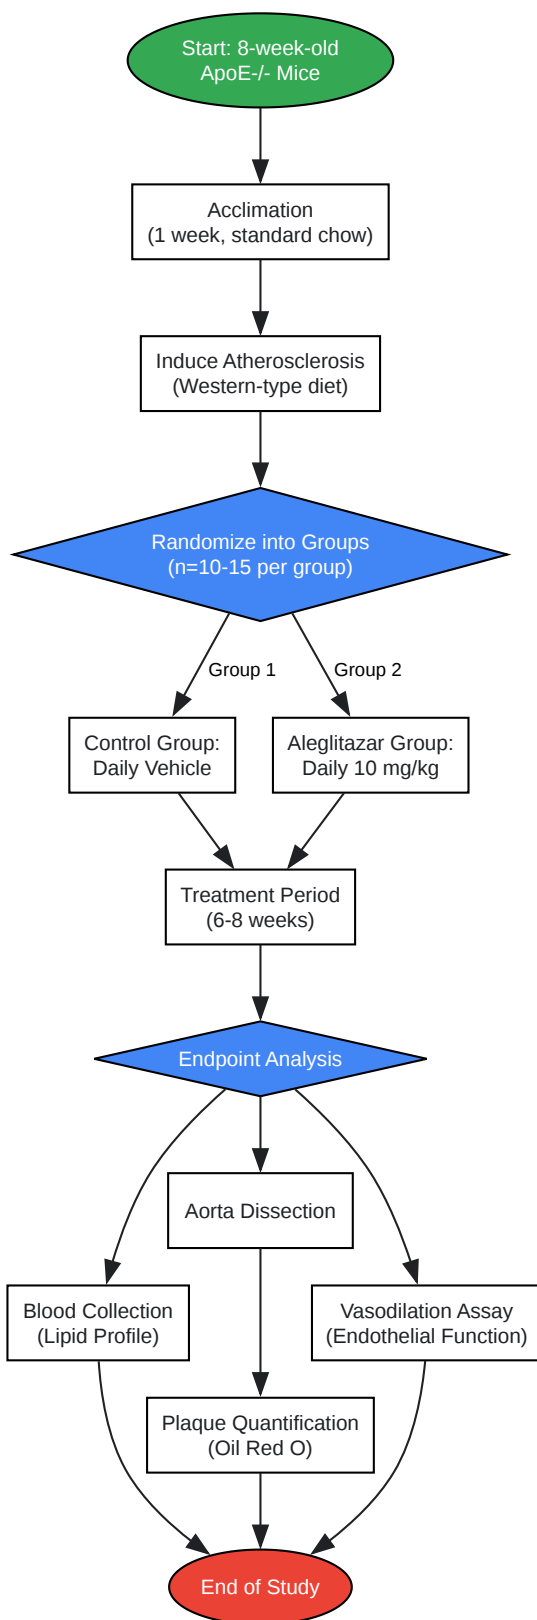 Start: 8-week-old
ApoE-/- Mice
Acclimation
(1 week, standard chow)
Induce Atherosclerosis
(Western-type diet)
Randomize into Groups
(n=10-15 per group)
Group 1
Group 2
Control Group:
Daily Vehicle
Aleglitazar Group:
Daily 10 mg/kg
Treatment Period
(6-8 weeks)
Endpoint Analysis
Aorta Dissection
Blood Collection
(Lipid Profile)
Vasodilation Assay
(Endothelial Function)
Plaque Quantification
(Oil Red O)
End of Study